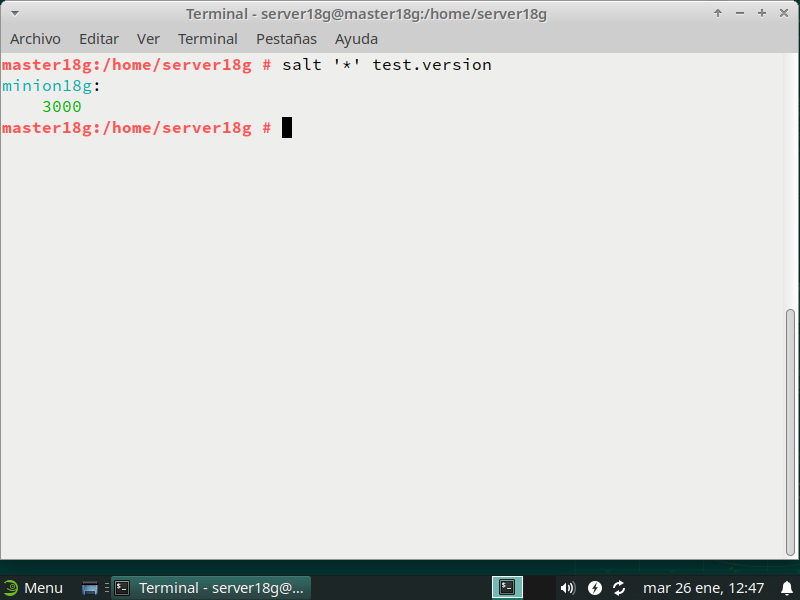 Terminal - server18g@master18g:/home/server18g
Archivo Editar Ver Terminal Pestañas Ayuda
master18g:/home/server18g # salt '*' test.version
minion18g:
    3000
master18g:/home/server18g #
Menu Terminal - server18g@... mar 26 ene, 12:47